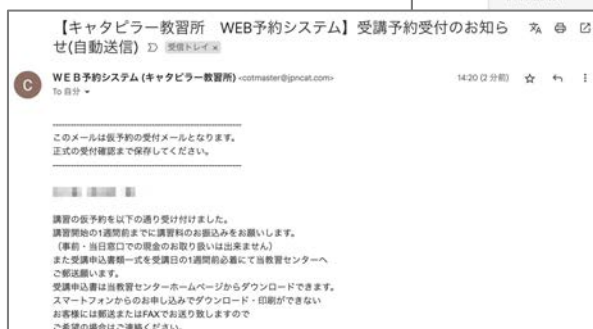 【キャタピラー教習所　WEB予約システム】受講予約受付のお知ら
せ(自動送信) 受信トレイ ×
C
ＷＥＢ予約システム (キャタピラー教習所) <cotmaster@jpncat.com>
14:20 (2 分前)
To 自分
このメールは仮予約の受付メールとなります。
正式の受付確認まで保存してください。
講習の仮予約を以下の通り受け付けました。
講習開始の1週間前までに講習料のお振込みをお願いします。
（事前・当日窓口での現金のお取り扱いは出来ません）
また受講申込書類一式を受講日の1週間前必着にて当教習センターへ
ご郵送願います。
受講申込書は当教習センターホームページからダウンロードできます。
スマートフォンからのお申し込みでダウンロード・印刷ができない
お客様には郵送またはFAXでお送り致しますので
ご希望の場合はご連絡ください。